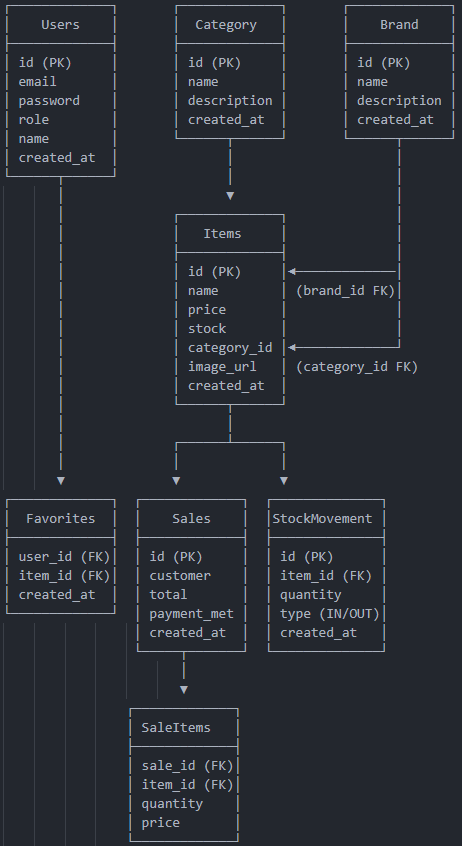 Users
id (PK)
email
password
role
name
created_at
Category
id (PK)
name
description
created_at
Brand
id (PK)
name
description
created_at
Items
id (PK)
name
price
stock
category_id
image_url
created_at
(brand_id FK)
(category_id FK)
Favorites
user_id (FK)
item_id (FK)
created_at
Sales
id (PK)
customer
total
payment_met
created_at
StockMovement
id (PK)
item_id (FK)
quantity
type (IN/OUT)
created_at
SaleItems
sale_id (FK)
item_id (FK)
quantity
price